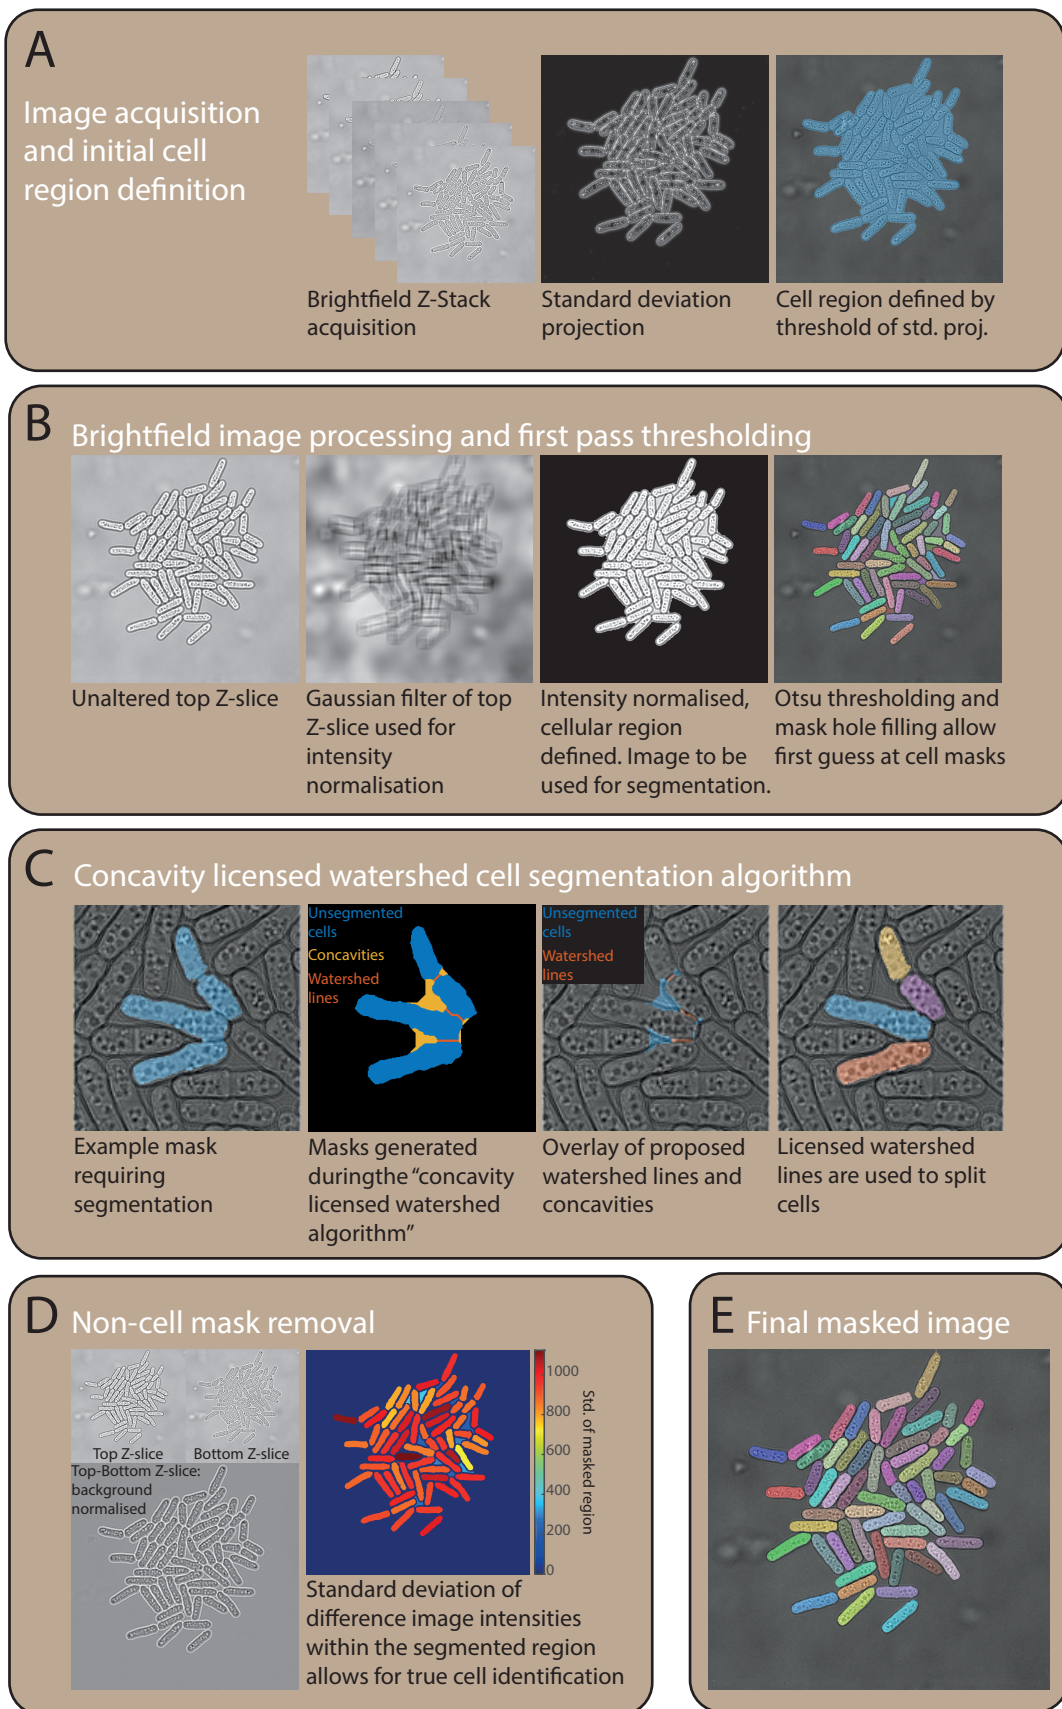 A
Image acquisition
and initial cell
region definition
Brightfield Z-Stack
acquisition
Standard deviation
projection
Cell region defined by
threshold of std. proj.
B
Brightfield image processing and first pass thresholding
Unaltered top Z-slice
Gaussian filter of top
Z-slice used for
intensity
normalisation
Intensity normalised,
cellular region
defined. Image to be
used for segmentation.
Otsu thresholding and
mask hole filling allow
first guess at cell masks
C
Concavity licensed watershed cell segmentation algorithm
Unsegmented
cells
Concavities
Watershed
lines
Unsegmented
cells
Watershed
lines
Example mask
requiring
segmentation
Masks generated
duringthe “concavity
licensed watershed
algorithm”
Overlay of proposed
watershed lines and
concavities
Licensed watershed
lines are used to split
cells
D
Non-cell mask removal
Top Z-slice
Bottom Z-slice
Top-Bottom Z-slice:
background
normalised
1000
800
600
400
200
0
Std. of masked region
Standard deviation of
difference image intensities
within the segmented region
allows for true cell identification
E
Final masked image